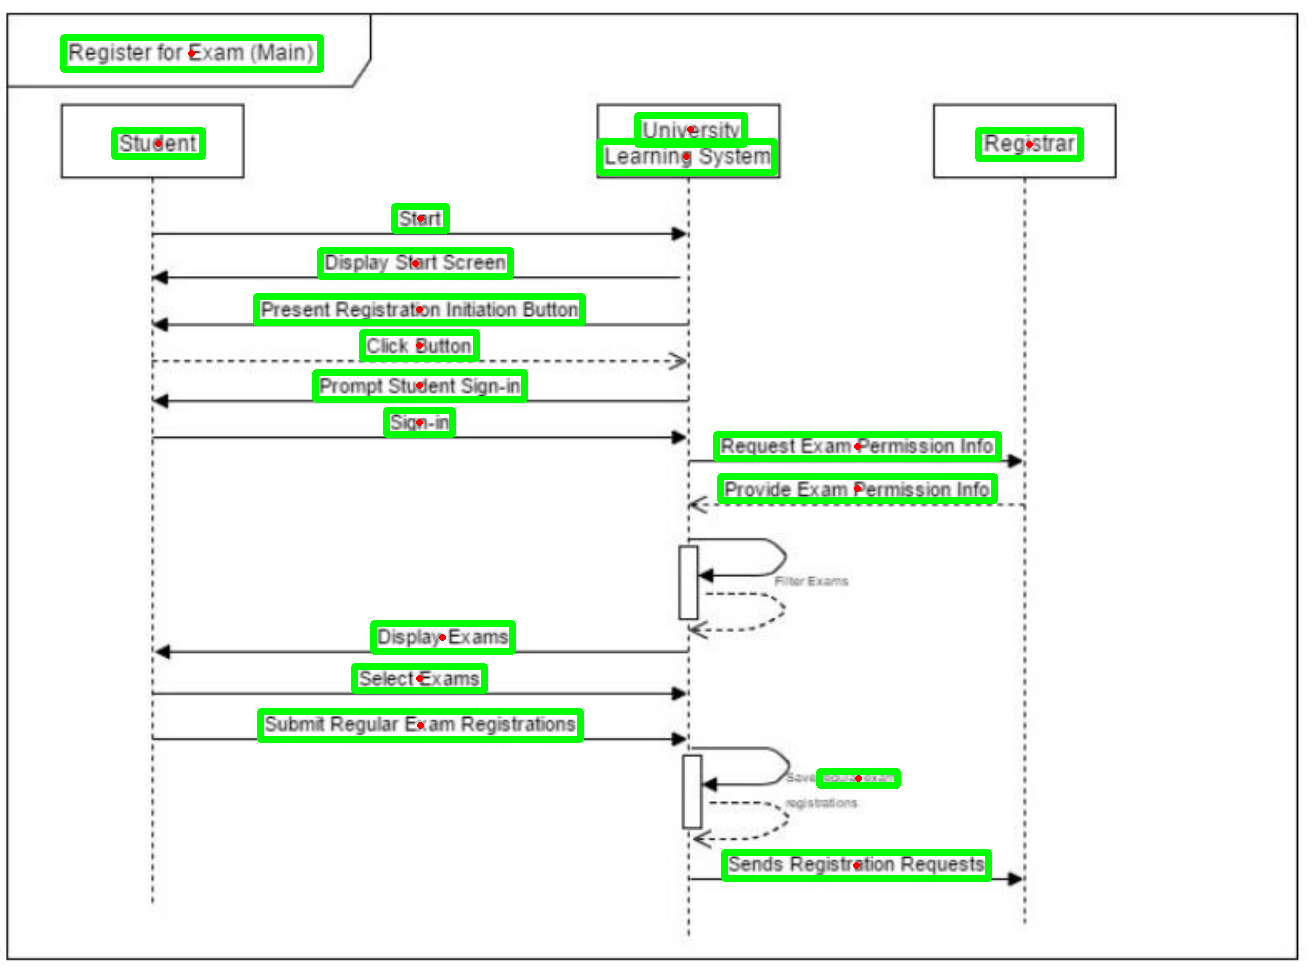 Register for Exam (Main)
Student
University
Learning System
Registrar
Start
Display Start Screen
Present Registration Initiation Button
Click Button
Prompt Student Sign-in
Sign-in
Request Exam Permission Info
Provide Exam Permission Info
Filter Exams
Display Exams
Select Exams
Submit Regular Exam Registrations
Save exam
registrations
Sends Registration Requests